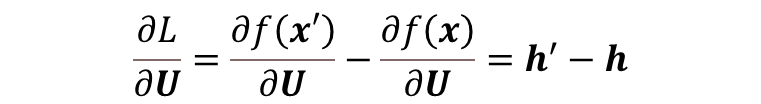 ∂L/∂U = ∂f(x′)/∂U − ∂f(x)/∂U = h′ − h